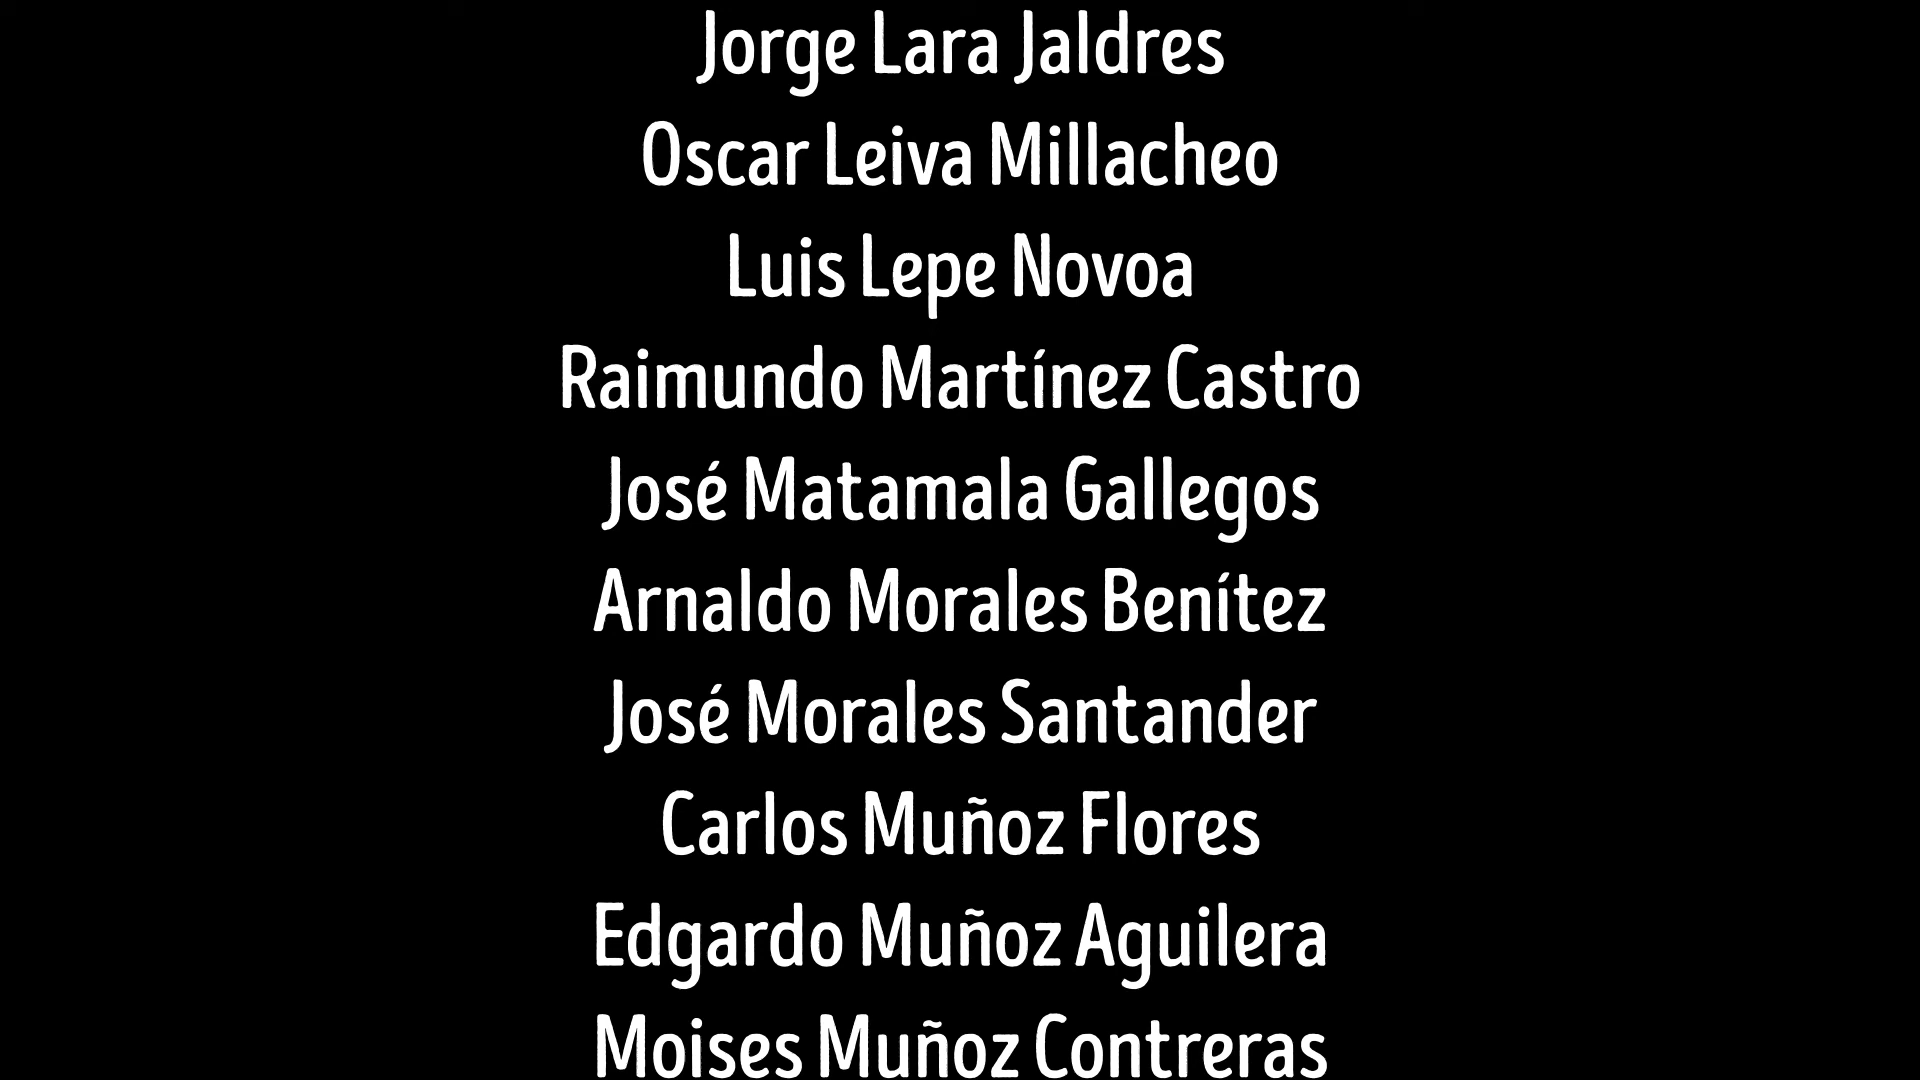 Jorge Lara Jaldres
Oscar Leiva Millacheo
Luis Lepe Novoa
Raimundo Martínez Castro
José Matamala Gallegos
Arnaldo Morales Benítez
José Morales Santander
Carlos Muñoz Flores
Edgardo Muñoz Aguilera
Moises Muñoz Contreras